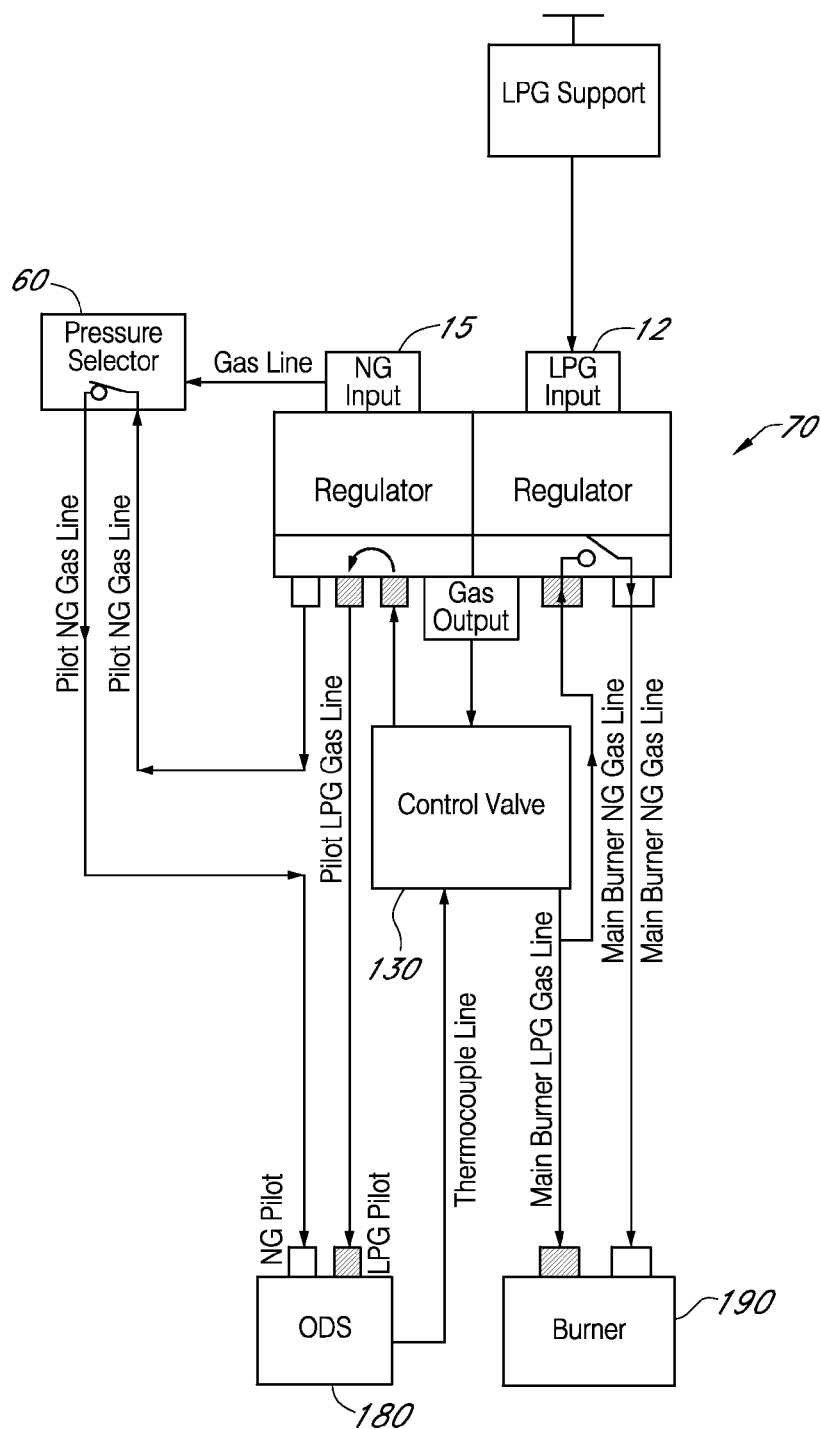 LPG Support
60
Pressure
Selector
Gas Line
15
NG
Input
12
LPG
Input
70
Regulator
Regulator
Gas
Output
Pilot NG Gas Line
Pilot NG Gas Line
Pilot LPG Gas Line
Control Valve
130
Main Burner NG Gas Line
Main Burner NG Gas Line
Main Burner LPG Gas Line
Thermocouple Line
NG Pilot
LPG Pilot
ODS
180
Burner
190